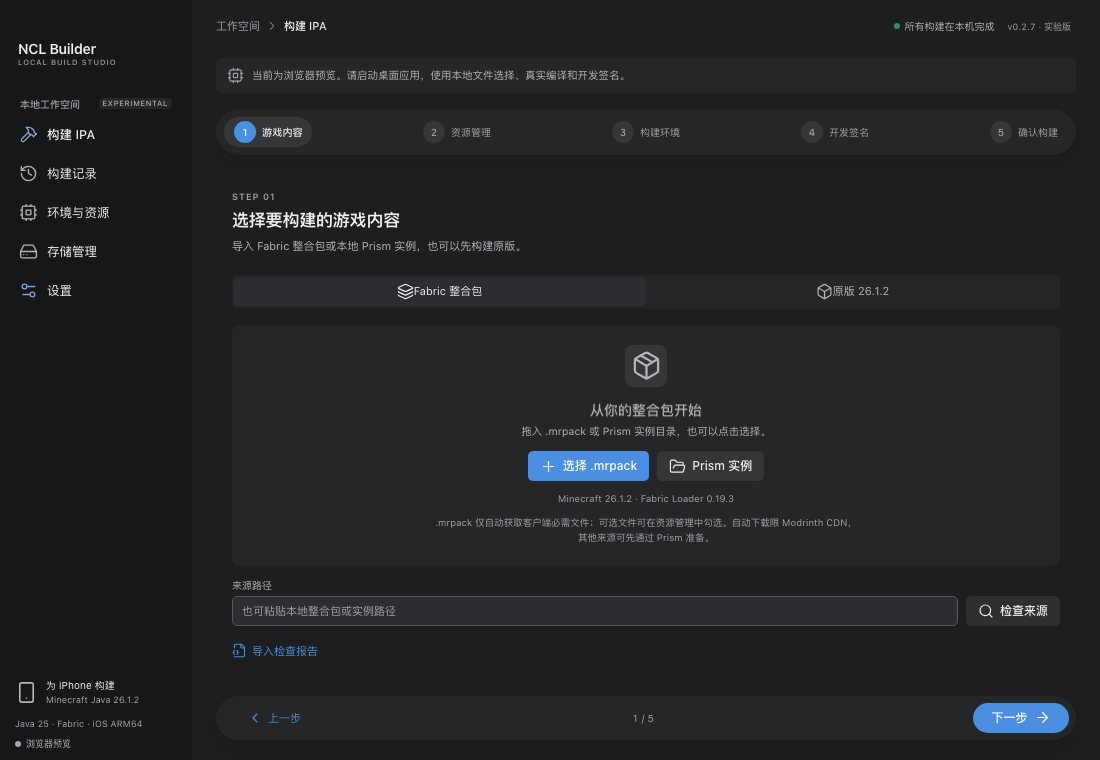 NCL Builder
LOCAL BUILD STUDIO
本地工作空间 EXPERIMENTAL
构建 IPA
构建记录
环境与资源
存储管理
设置
为 iPhone 构建
Minecraft Java 26.1.2
Java 25 · Fabric · iOS ARM64
浏览器预览
工作空间 > 构建 IPA
所有构建在本机完成 v0.2.7 · 实验版
当前为浏览器预览。请启动桌面应用，使用本地文件选择、真实编译和开发签名。
1 游戏内容 2 资源管理 3 构建环境 4 开发签名 5 确认构建
STEP 01
选择要构建的游戏内容
导入 Fabric 整合包或本地 Prism 实例，也可以先构建原版。
Fabric 整合包 原版 26.1.2
从你的整合包开始
拖入 .mrpack 或 Prism 实例目录，也可以点击选择。
选择 .mrpack Prism 实例
Minecraft 26.1.2 · Fabric Loader 0.19.3
.mrpack 仅自动获取客户端必需文件；可选文件可在资源管理中勾选。自动下载限 Modrinth CDN，
其他来源可先通过 Prism 准备。
来源路径
也可粘贴本地整合包或实例路径 检查来源
导入检查报告
上一步 1 / 5 下一步